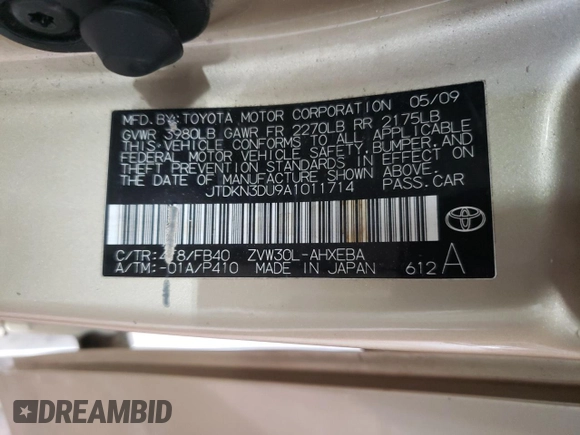 MFD. BY: TOYOTA MOTOR CORPORATION 05/09
GVWR 3980LB GAWR FR 2270LB RR 2175LB
THIS VEHICLE CONFORMS TO ALL APPLICABLE
FEDERAL MOTOR VEHICLE SAFETY, BUMPER, AND
THEFT PREVENTION STANDARDS IN EFFECT ON
THE DATE OF MANUFACTURE SHOWN ABOVE.
JTDKN3DU9A1011714 PASS.CAR
C/TR: /FB40 ZVW30L-AHXEBA
A/TM:-01A/P410 MADE IN JAPAN 612 A
DREAMBID